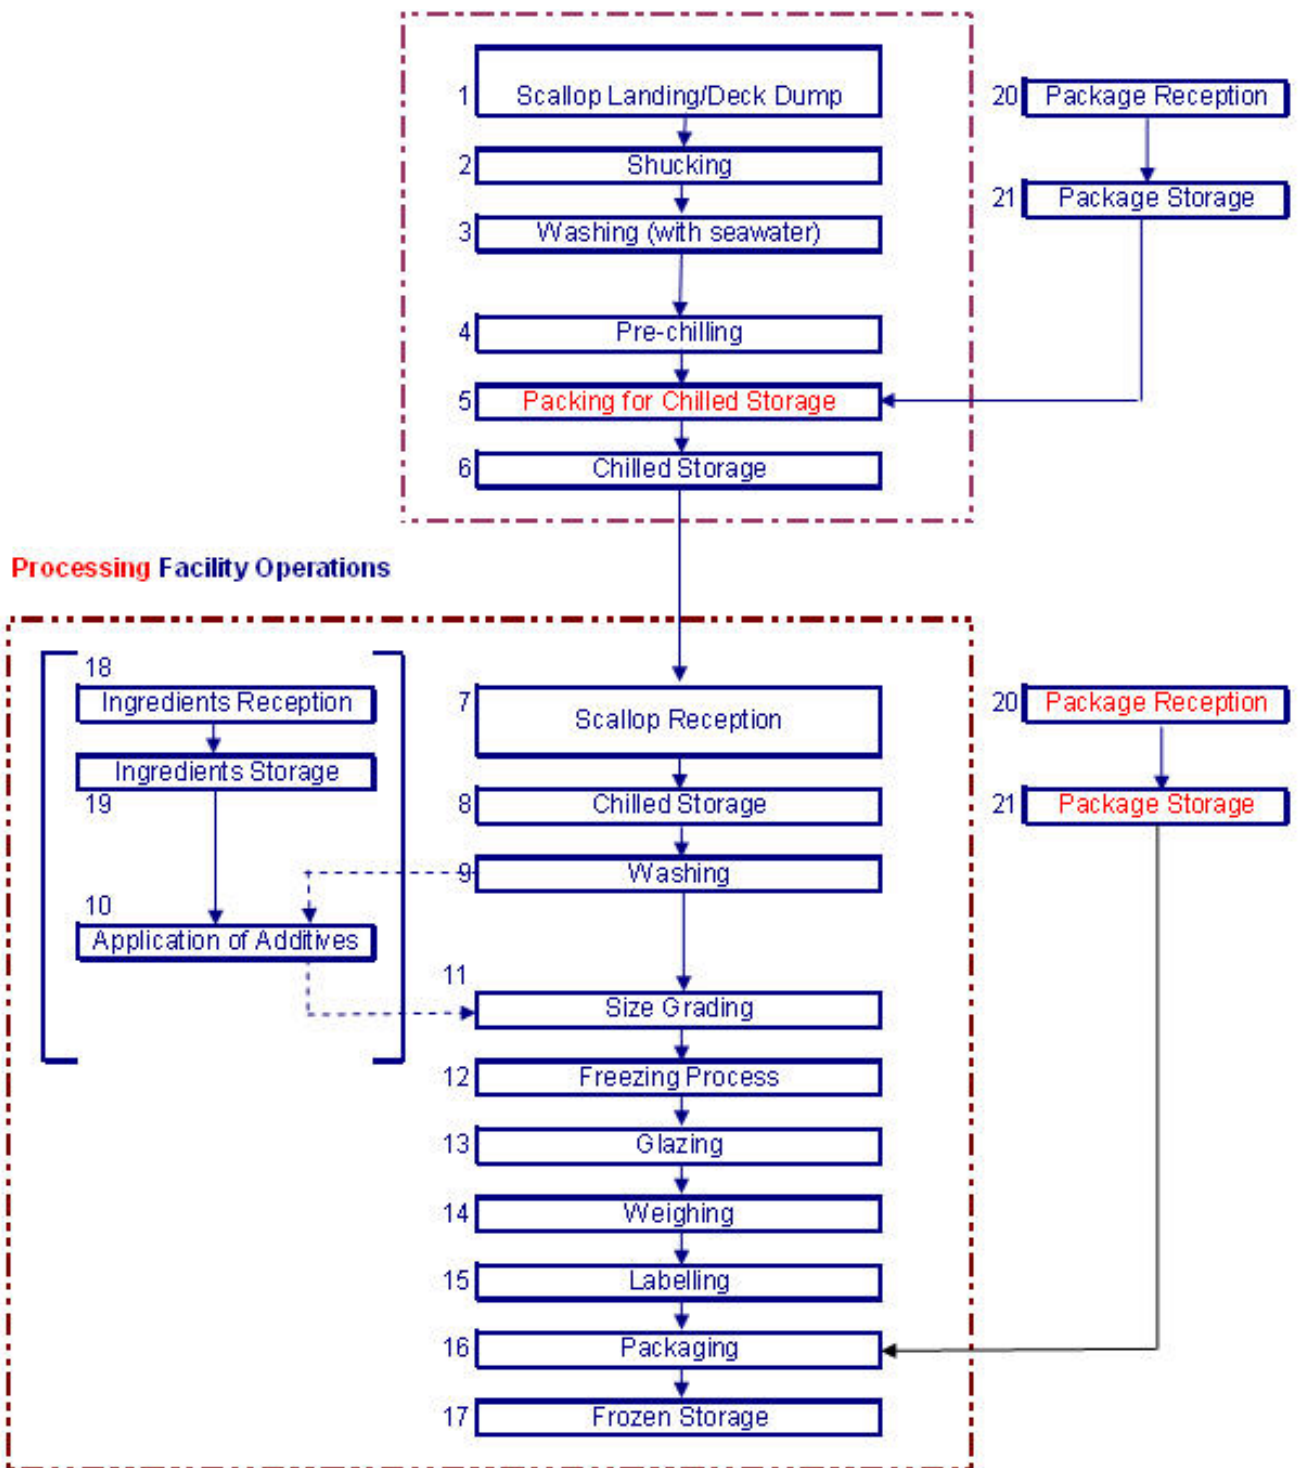 1 Scallop Landing/Deck Dump
20 Package Reception
2 Shucking
21 Package Storage
3 Washing (with seawater)
4 Pre-chilling
5 Packing for Chilled Storage
6 Chilled Storage
Processing Facility Operations
18
Ingredients Reception
7 Scallop Reception
20 Package Reception
Ingredients Storage
19
8 Chilled Storage
21 Package Storage
9 Washing
10
Application of Additives
11
Size Grading
12 Freezing Process
13 Glazing
14 Weighing
15 Labelling
16 Packaging
17 Frozen Storage